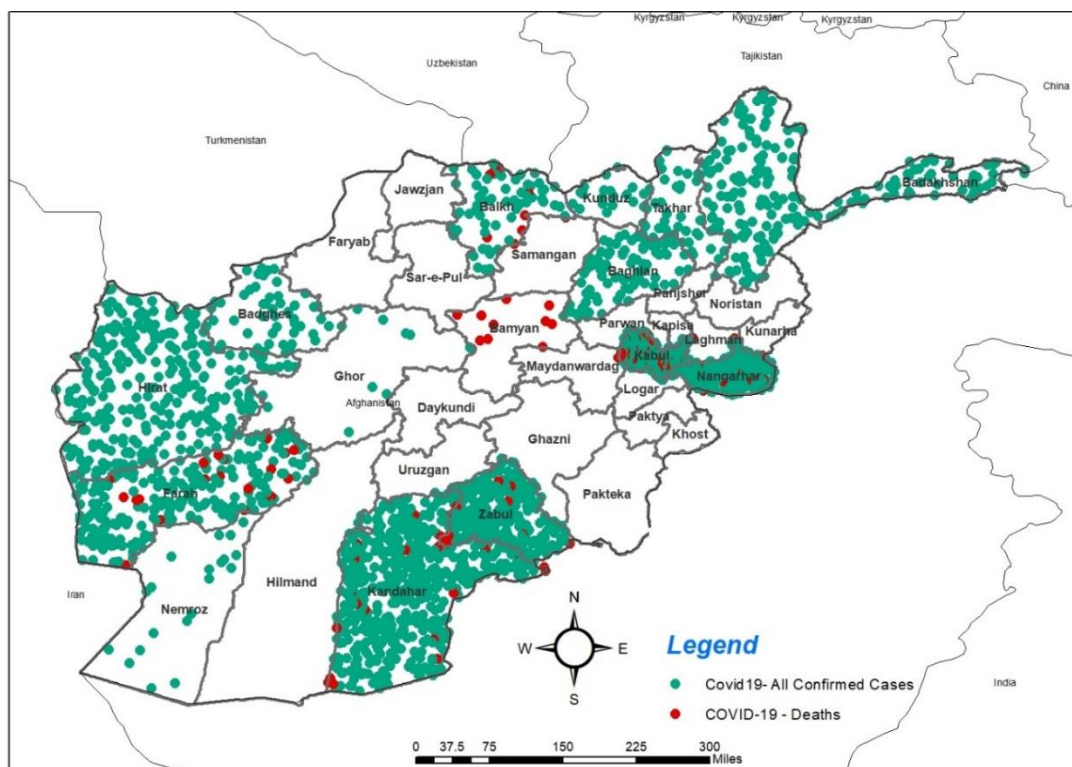 Kyrgyzstan
Kyrgyzstan
Kyrgyzstan
Uzbekistan
Tajikistan
China
Turkmenistan
Jawzjan
Balkh
Kunduz
Takhar
Badakhshan
Faryab
Samangan
Sar-e-Pul
Baghlan
Panjsher
Noristan
Badghes
Bamyan
Parwan
Kapisa
Kunarha
Laghman
Kabul
Hirat
Ghor
Maydanwardag
Nangarhar
Afghanistan
Daykundi
Logar
Paktya
Ghazni
Khost
Uruzgan
Farah
Pakteka
Zabul
Iran
Nemroz
Hilmand
Kandahar
N
W
E
S
Legend
Covid19- All Confirmed Cases
COVID-19 - Deaths
India
0 37.5 75 150 225 300
Miles